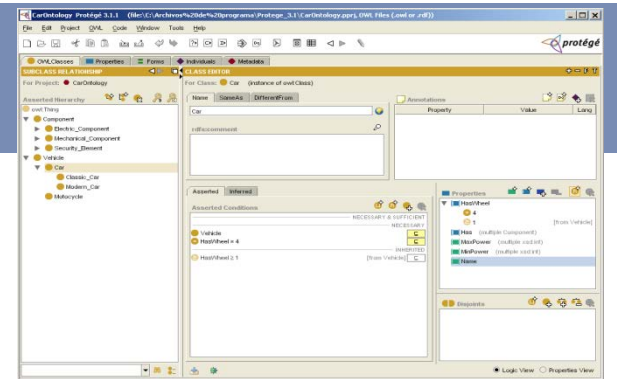 CarOntology Protégé 3.1.1 (file:\C:\Archivos%20de%20programa\Protege_3.1\CarOntology.pprj, OWL Files (.owl or .rdf))
File Edit Project OWL Code Window Tools Help
protégé
OWLClasses Properties Forms Individuals Metadata
SUBCLASS RELATIONSHIP
CLASS EDITOR
For Project: CarOntology
For Class: Car (instance of owl:Class)
Asserted Hierarchy
Name SameAs DifferentFrom
Annotations
owl:Thing
Car
Property Value Lang
Component
rdfs:comment
Electric_Component
Mechanical_Component
Security_Element
Vehicle
Car
Classic_Car
Asserted Inferred
Properties
Modern_Car
Asserted Conditions
HasWheel
Motocycle
NECESSARY & SUFFICIENT
4
NECESSARY
1 [from Vehicle]
Vehicle
Has (multiple Component)
HasWheel = 4
MaxPower (multiple xsd:int)
INHERITED
MinPower (multiple xsd:int)
HasWheel ≥ 1 [from Vehicle]
Name
Disjoints
Logic View Properties View